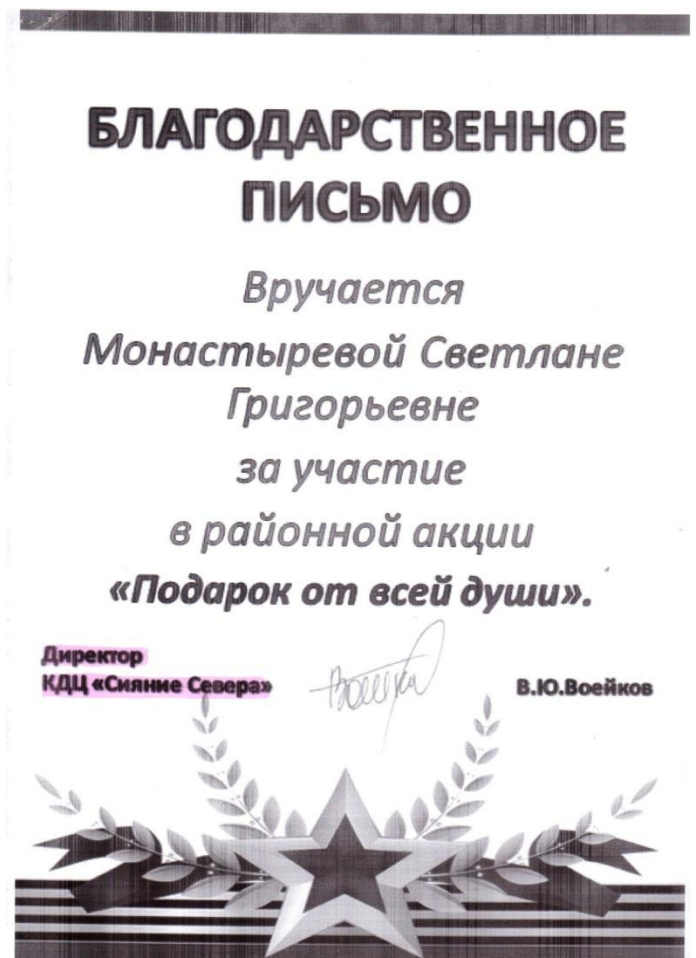 БЛАГОДАРСТВЕННОЕ
ПИСЬМО
Вручается
Монастыревой Светлане
Григорьевне
за участие
в районной акции
«Подарок от всей души».
Директор
КДЦ «Сияние Севера»
В.Ю.Воейков